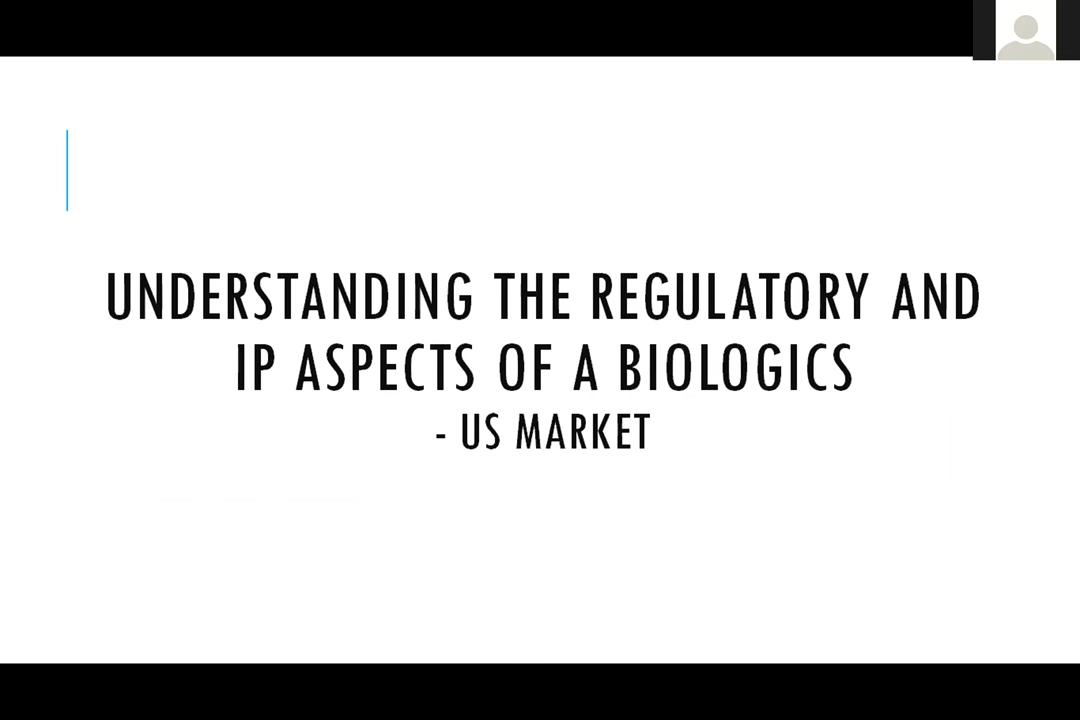 UNDERSTANDING THE REGULATORY AND
IP ASPECTS OF A BIOLOGICS
- US MARKET